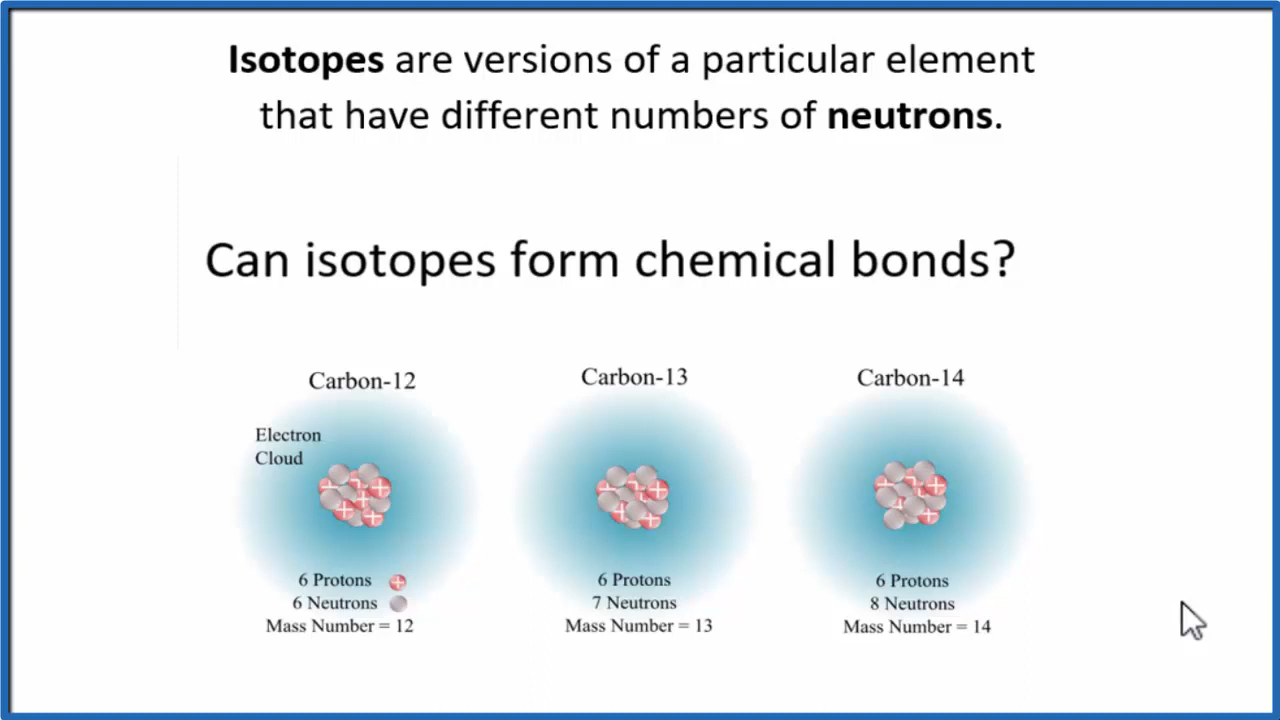 Isotopes are versions of a particular element
that have different numbers of neutrons.
Can isotopes form chemical bonds?
Carbon-12
Carbon-13
Carbon-14
Electron
Cloud
6 Protons +
6 Neutrons
Mass Number = 12
6 Protons
7 Neutrons
Mass Number = 13
6 Protons
8 Neutrons
Mass Number = 14